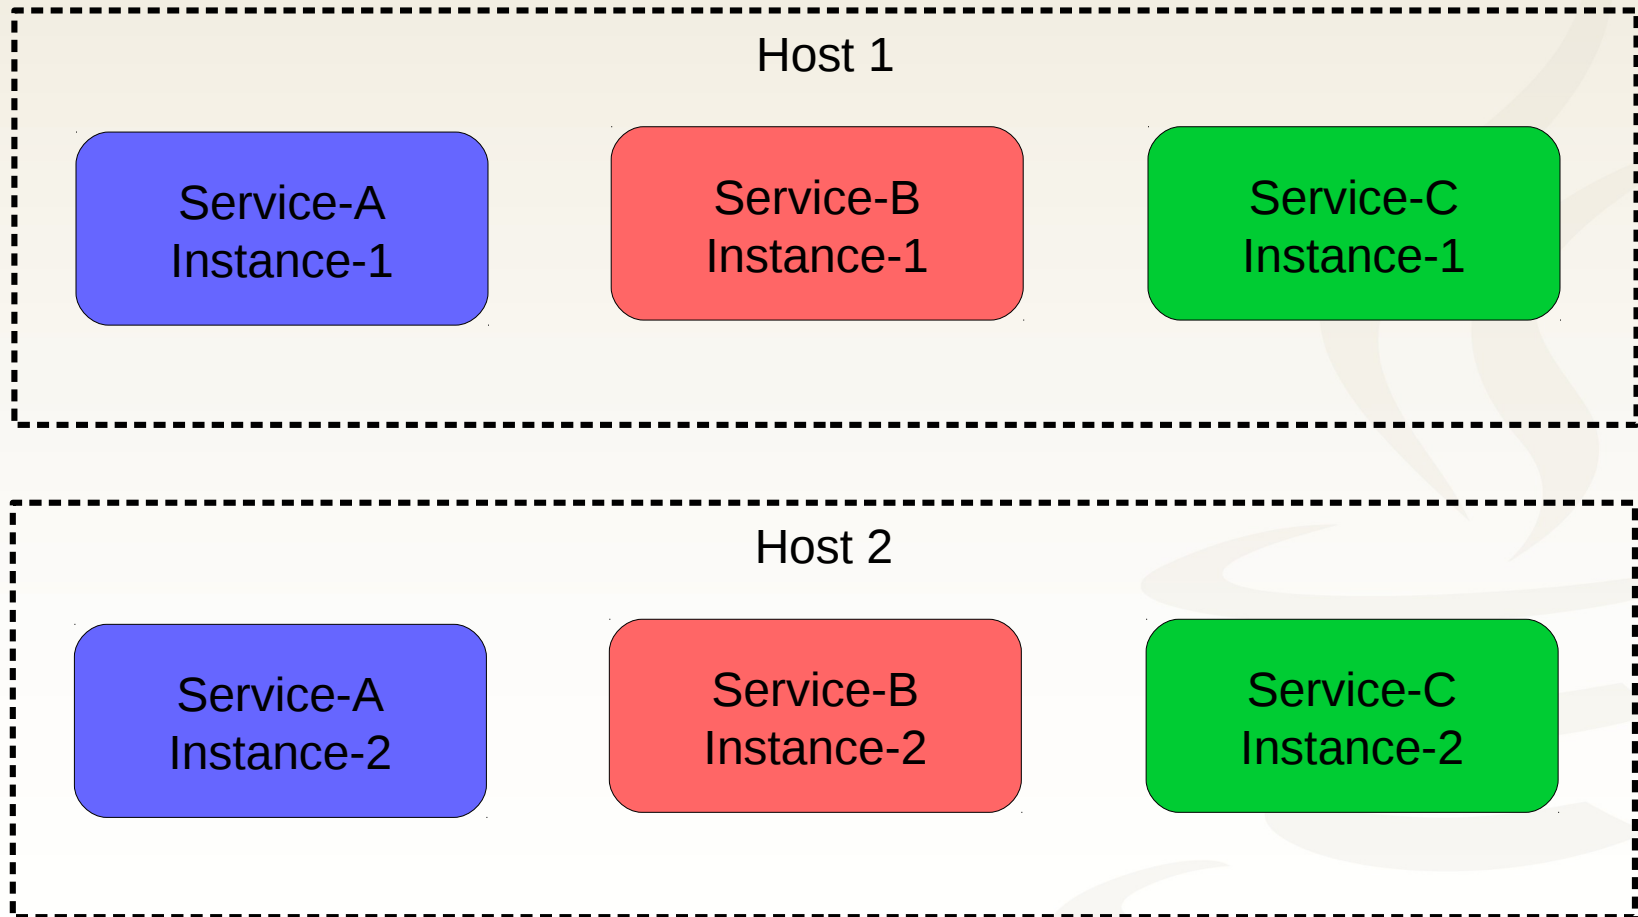 Host 1
Service-A
Instance-1
Service-B
Instance-1
Service-C
Instance-1
Host 2
Service-A
Instance-2
Service-B
Instance-2
Service-C
Instance-2